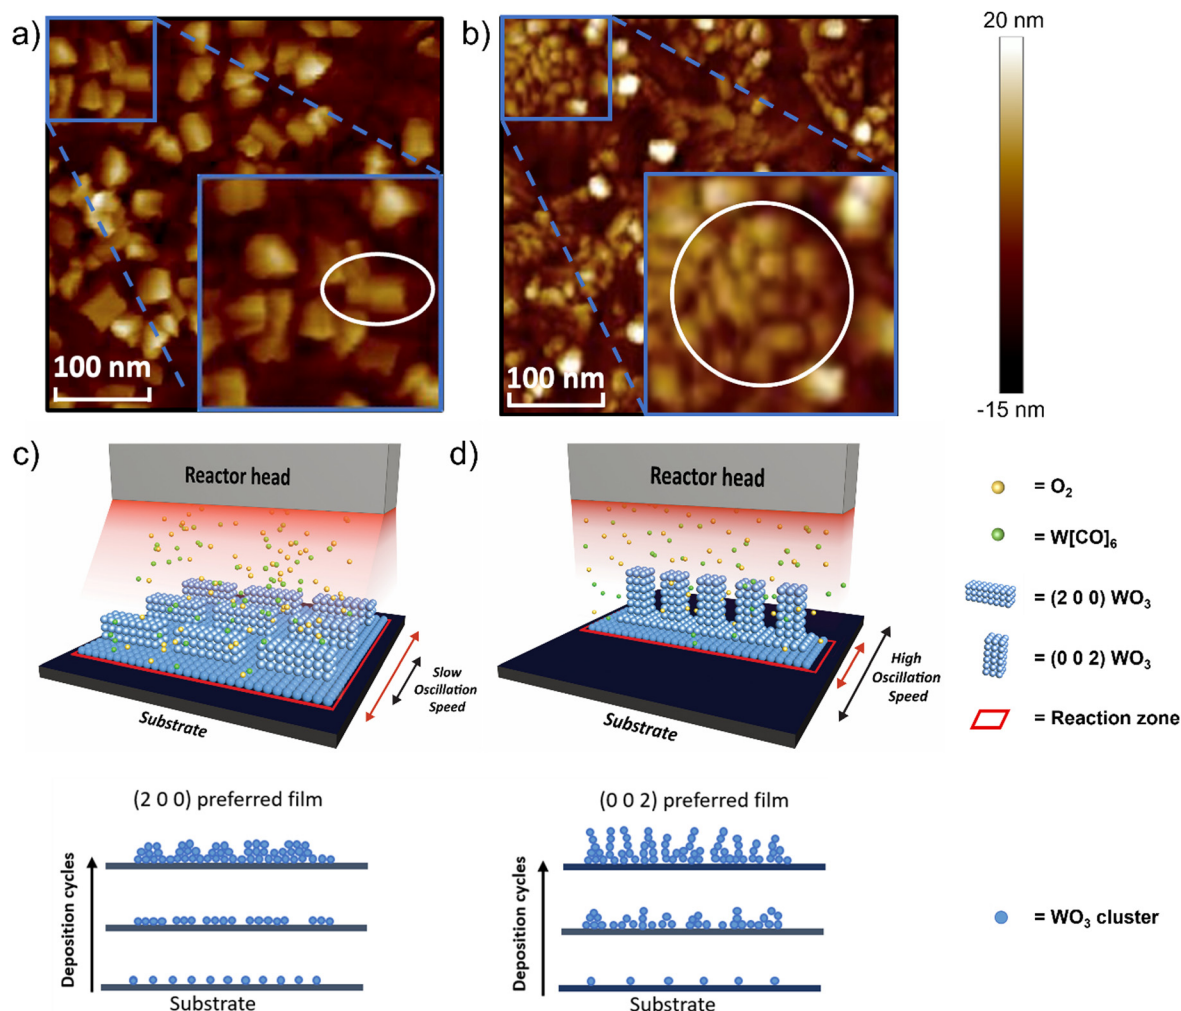 a)
b)
20 nm
100 nm
100 nm
-15 nm
c)
Reactor head
Slow
Oscillation
Speed
Substrate
d)
Reactor head
High
Oscillation
Speed
Substrate
= O₂
= W[CO]₆
= (2 0 0) WO₃
= (0 0 2) WO₃
= Reaction zone
(2 0 0) preferred film
Deposition cycles
Substrate
(0 0 2) preferred film
Deposition cycles
Substrate
= WO₃ cluster